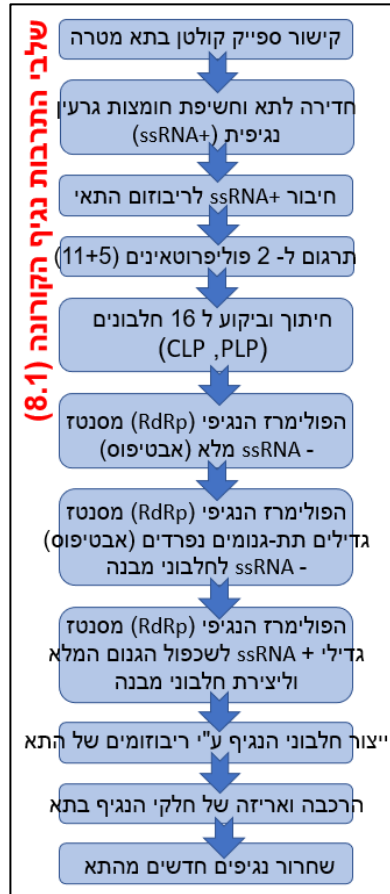 שלבי התרבות נגיף הקורונה (8.1)
קישור ספייק קולטן בתא מטרה
חדירה לתא וחשיפת חומצות גרעין
נגיפית (ssRNA+)
חיבור +ssRNA לריבוזום התאי
תרגום ל- 2 פוליפרוטאינים (11+5)
חיתוך וביקוע ל 16 חלבונים
(CLP ,PLP)
הפולימרז הנגיפי (RdRp) מסנטז
- ssRNA מלא (אבטיפוס)
הפולימרז הנגיפי (RdRp) מסנטז
גדילים תת-גנומים נפרדים (אבטיפוס)
- ssRNA לחלבוני מבנה
הפולימרז הנגיפי (RdRp) מסנטז
גדילי + ssRNA לשכפול הגנום המלא
וליצירת חלבוני מבנה
ייצור חלבוני הנגיף ע"י ריבוזומים של התא
הרכבה ואריזה של חלקי הנגיף בתא
שחרור נגיפים חדשים מהתא